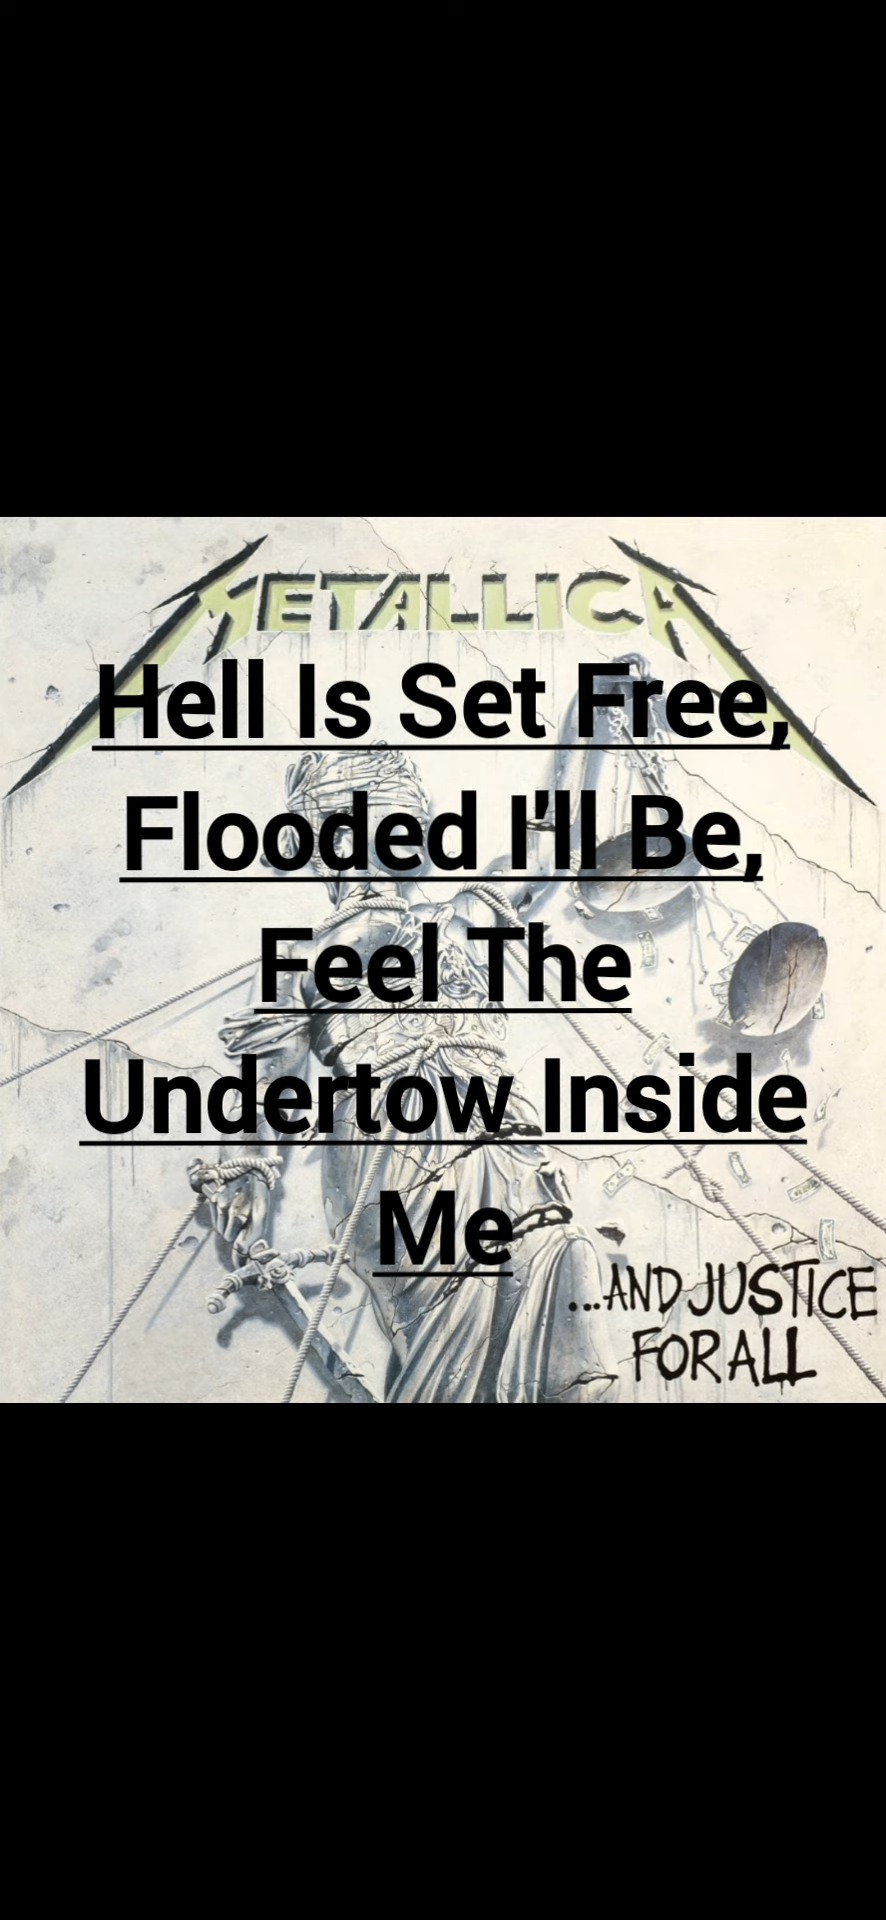 METALLICA
Hell Is Set Free,
Flooded I'll Be,
Feel The
Undertow Inside
Me
...AND JUSTICE
FOR ALL